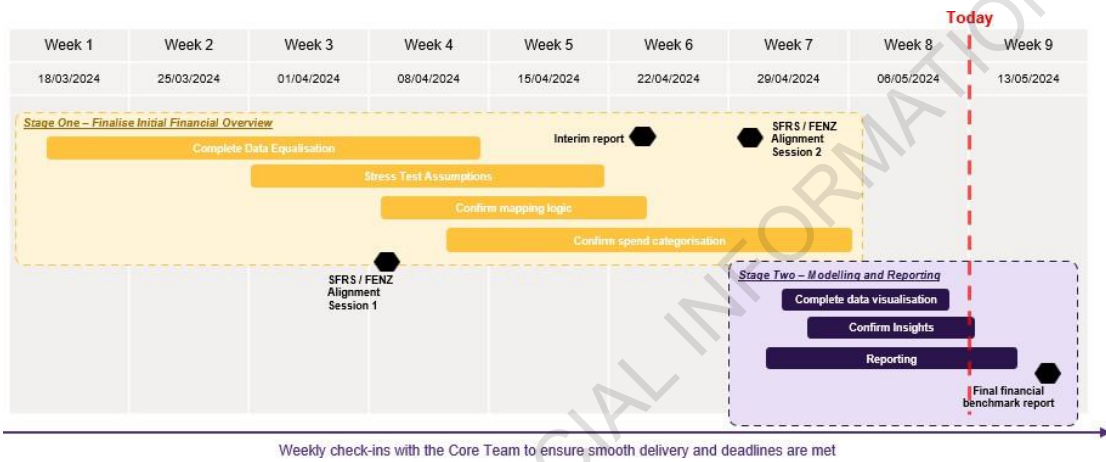 Today
Week 1
Week 2
Week 3
Week 4
Week 5
Week 6
Week 7
Week 8
Week 9
18/03/2024
25/03/2024
01/04/2024
08/04/2024
15/04/2024
22/04/2024
29/04/2024
06/05/2024
13/05/2024
Stage One – Finalise Initial Financial Overview
Complete Data Equalisation
Interim report
SFRS / FENZ
Alignment
Session 2
Stress Test Assumptions
Confirm mapping logic
Confirm spend categorisation
SFRS / FENZ
Alignment
Session 1
Stage Two – Modelling and Reporting
Complete data visualisation
Confirm Insights
Reporting
Final financial
benchmark report
Weekly check-ins with the Core Team to ensure smooth delivery and deadlines are met
CIAL INFORMATION